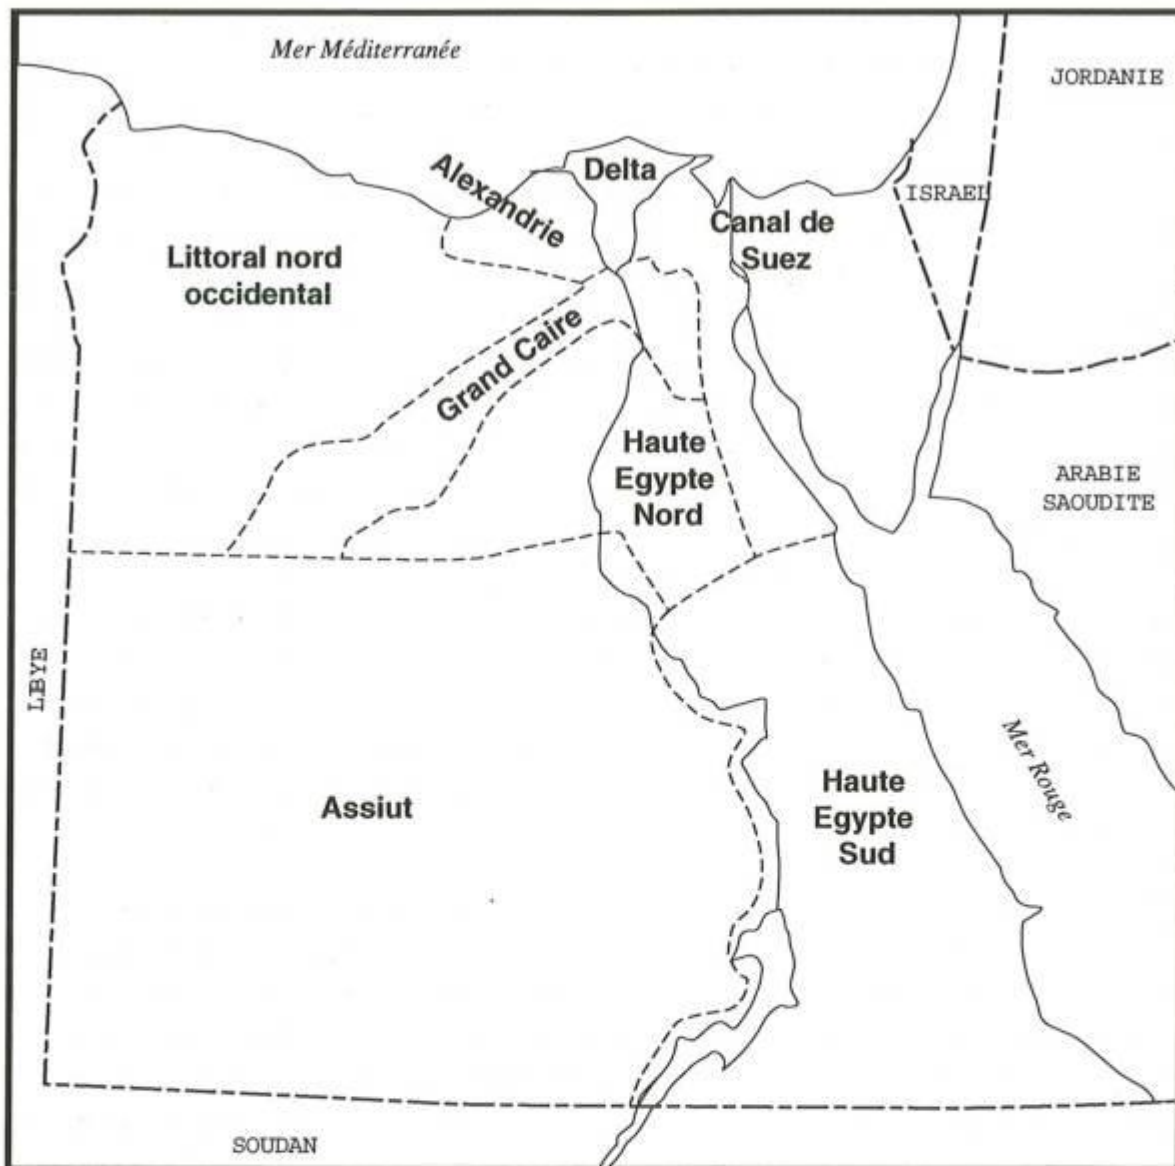 Mer Méditerranée
JORDANIE
Alexandrie
Delta
ISRAEL
Canal de
Suez
Littoral nord
occidental
Grand Caire
Haute
Egypte
Nord
ARABIE
SAOUDITE
LBYE
Mer Rouge
Assiut
Haute
Egypte
Sud
SOUDAN